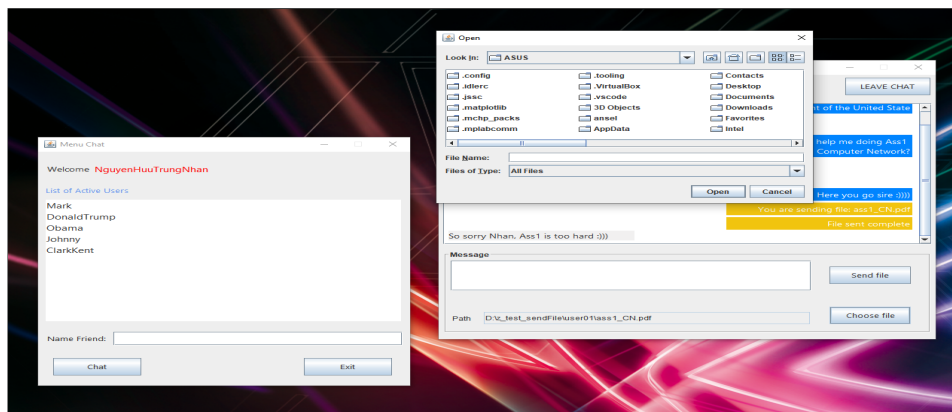 Menu Chat
Welcome NguyenHuuTrungNhan
List of Active Users
Mark
DonaldTrump
Obama
Johnny
ClarkKent
Name Friend:
Chat
Exit
Open
Look in:
ASUS
.config
.idlerc
.jssc
.matplotlib
.mchp_packs
.mplabcomm
.tooling
.VirtualBox
.vscode
3D Objects
ansel
AppData
Contacts
Desktop
Documents
Downloads
Favorites
Intel
File Name:
Files of Type: All Files
Open
Cancel
LEAVE CHAT
of the United State
help me doing Ass1
Computer Network?
Here you go sire :))))
You are sending file: ass1_CN.pdf
File sent complete
So sorry Nhan, Ass1 is too hard :)))
Message
Send file
Path D:\z_test_sendFile\user01\ass1_CN.pdf
Choose file